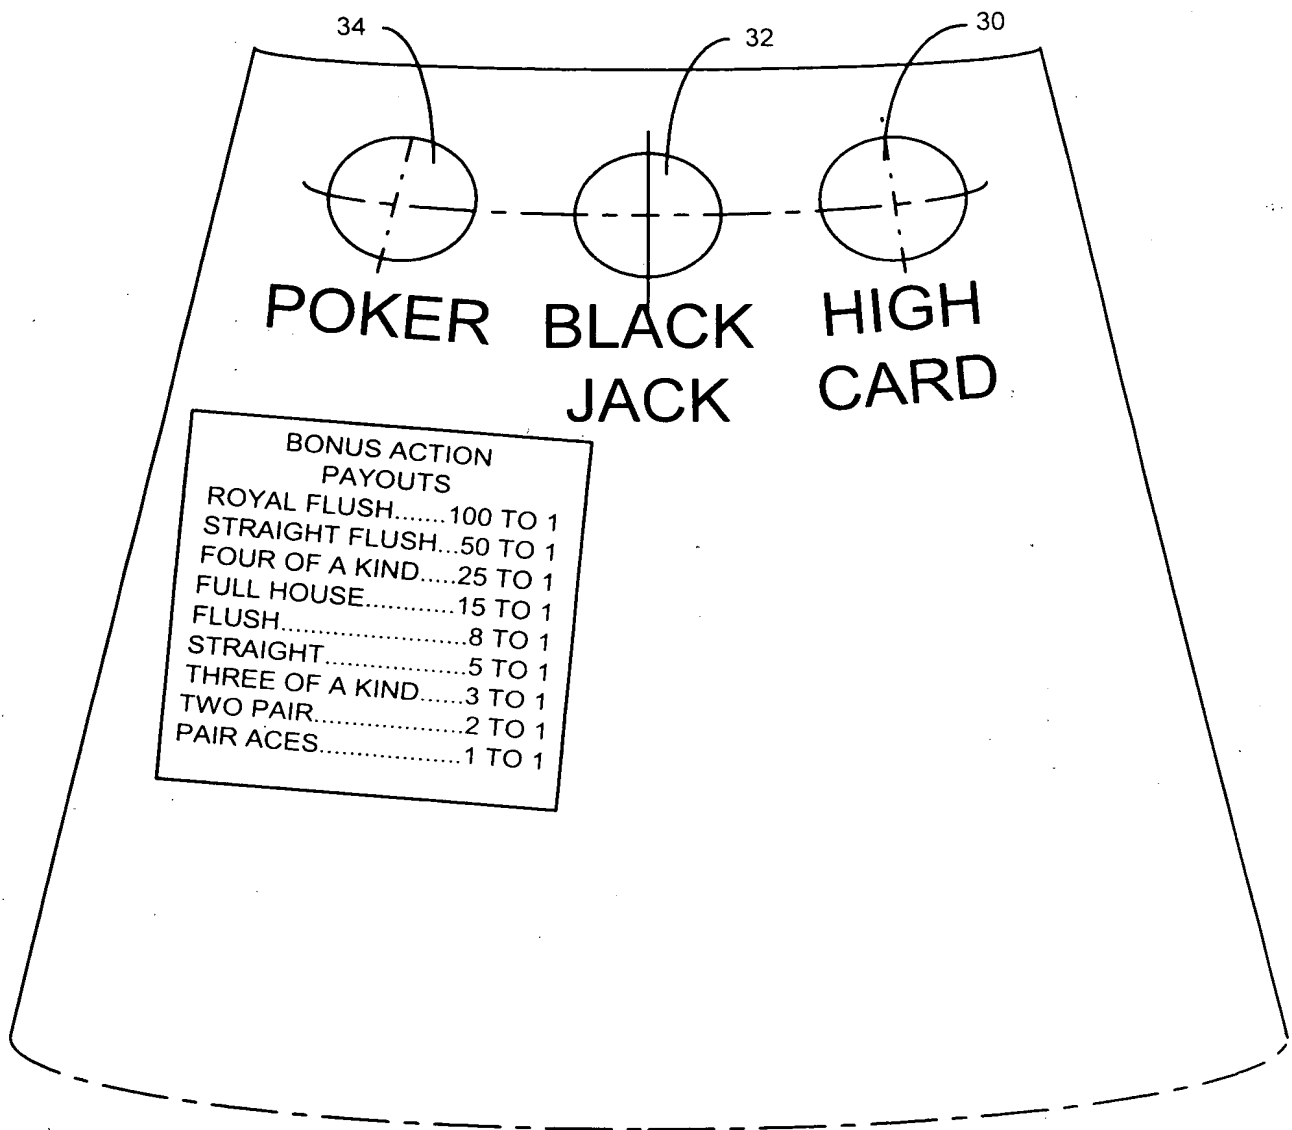 34
32
30
POKER
BLACK
JACK
HIGH
CARD
BONUS ACTION
PAYOUTS
ROYAL FLUSH.......100 TO 1
STRAIGHT FLUSH...50 TO 1
FOUR OF A KIND.....25 TO 1
FULL HOUSE............15 TO 1
FLUSH.........................8 TO 1
STRAIGHT...................5 TO 1
THREE OF A KIND......3 TO 1
TWO PAIR....................2 TO 1
PAIR ACES...................1 TO 1